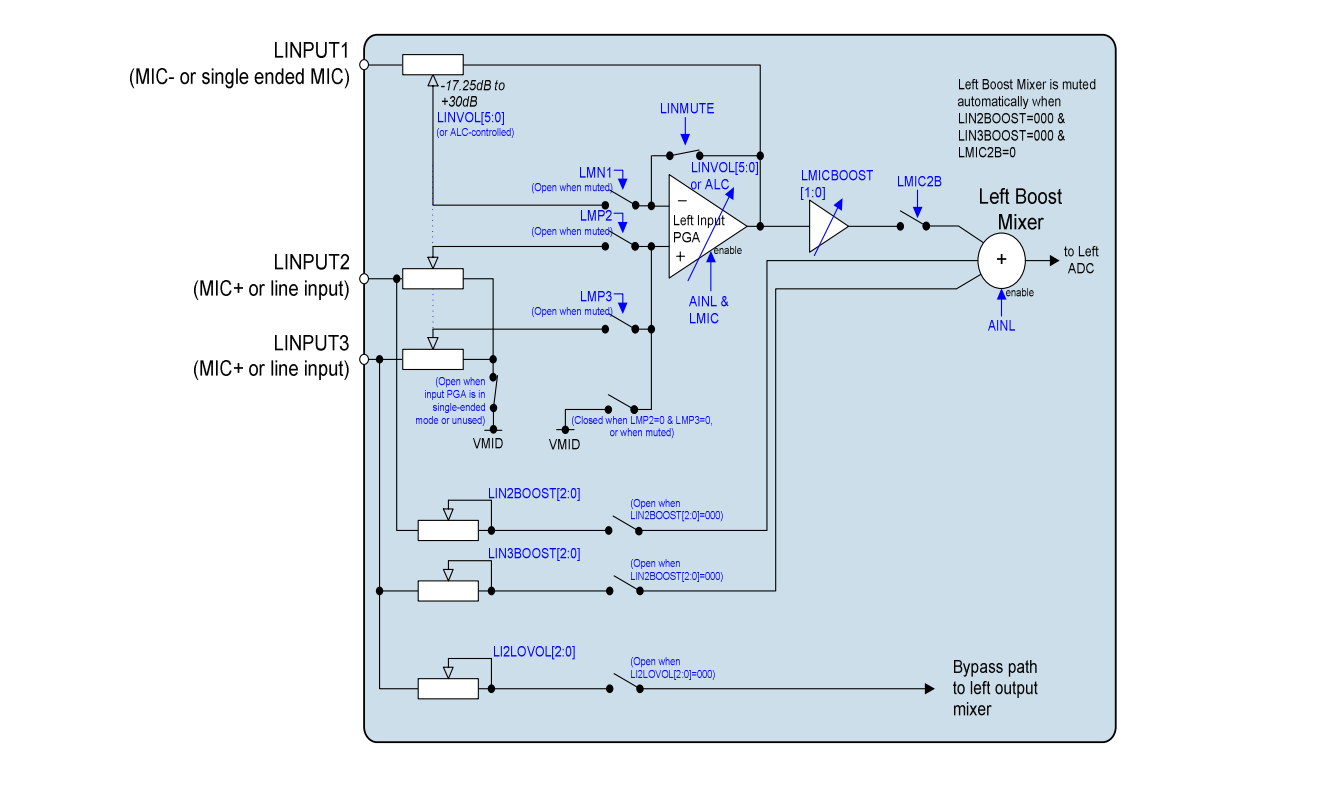 LINPUT1
(MIC- or single ended MIC)
-17.25dB to
+30dB
LINVOL[5:0]
(or ALC-controlled)
Left Boost Mixer is muted
automatically when
LIN2BOOST=000 &
LIN3BOOST=000 &
LMIC2B=0
LINMUTE
LINVOL[5:0]
or ALC
LMN1
(Open when muted)
LMICBOOST
[1:0]
LMIC2B
Left Boost
Mixer
LMP2
(Open when muted)
−
Left Input
PGA
+
enable
LINPUT2
(MIC+ or line input)
+
to Left
ADC
enable
AINL
LMP3
(Open when muted)
AINL &
LMIC
LINPUT3
(MIC+ or line input)
(Open when
input PGA is in
single-ended
mode or unused)
VMID
VMID
(Closed when LMP2=0 & LMP3=0,
or when muted)
LIN2BOOST[2:0]
(Open when
LIN2BOOST[2:0]=000)
LIN3BOOST[2:0]
(Open when
LIN2BOOST[2:0]=000)
LI2LOVOL[2:0]
(Open when
LI2LOVOL[2:0]=000)
Bypass path
to left output
mixer